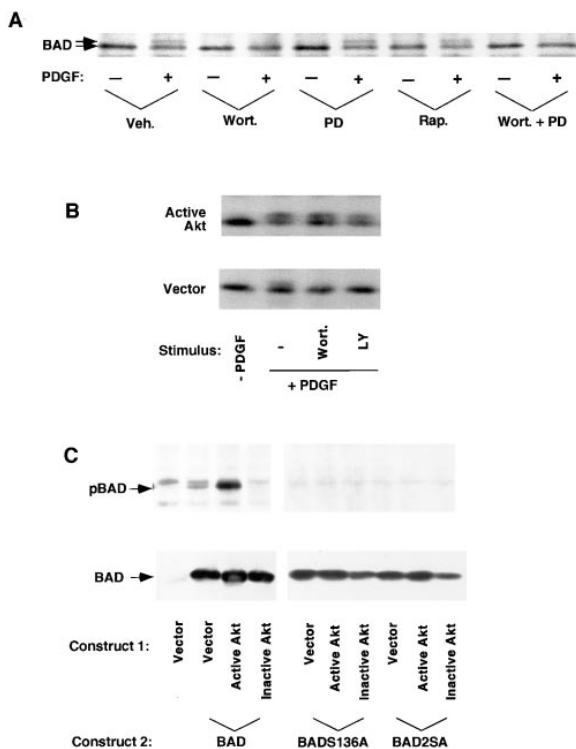 A
BAD
PDGF: — + — + — + — + — +
Veh. Wort. PD Rap. Wort. + PD
B
Active
Akt
Vector
Stimulus: - PDGF - Wort. LY
+ PDGF
C
pBAD
BAD
Construct 1: Vector Vector Active Akt Inactive Akt Vector Active Akt Inactive Akt Vector Active Akt Inactive Akt
Construct 2: BAD BADS136A BAD2SA